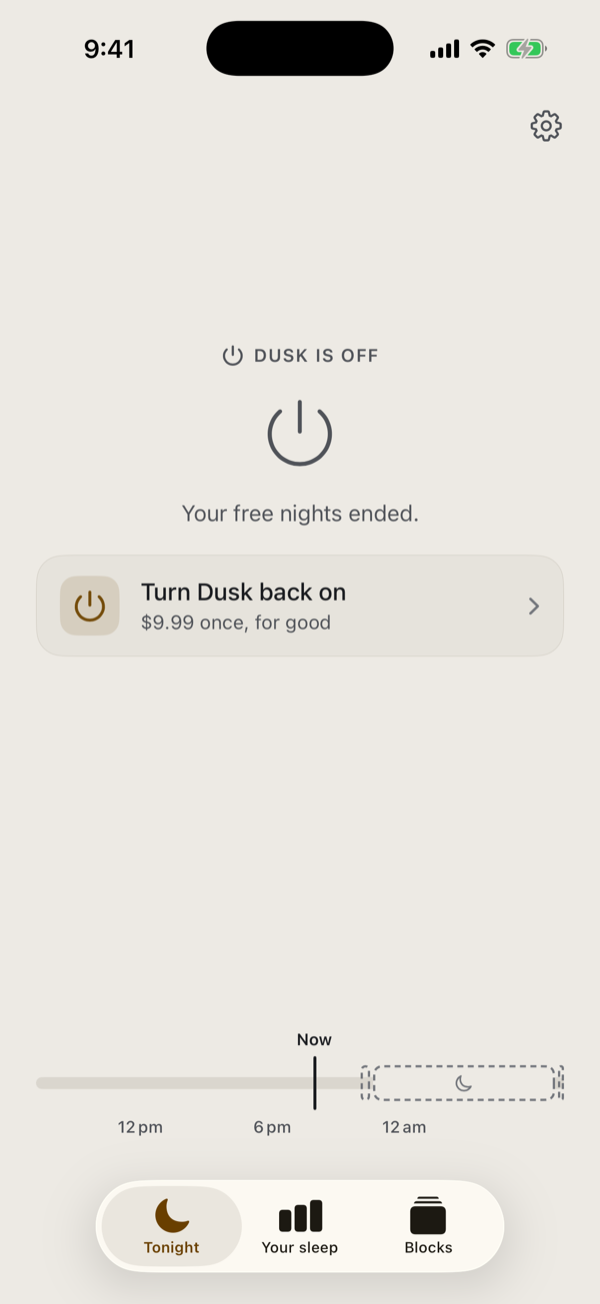 9:41
DUSK IS OFF
Your free nights ended.
Turn Dusk back on
$9.99 once, for good
Now
12 pm
6 pm
12 am
Tonight
Your sleep
Blocks